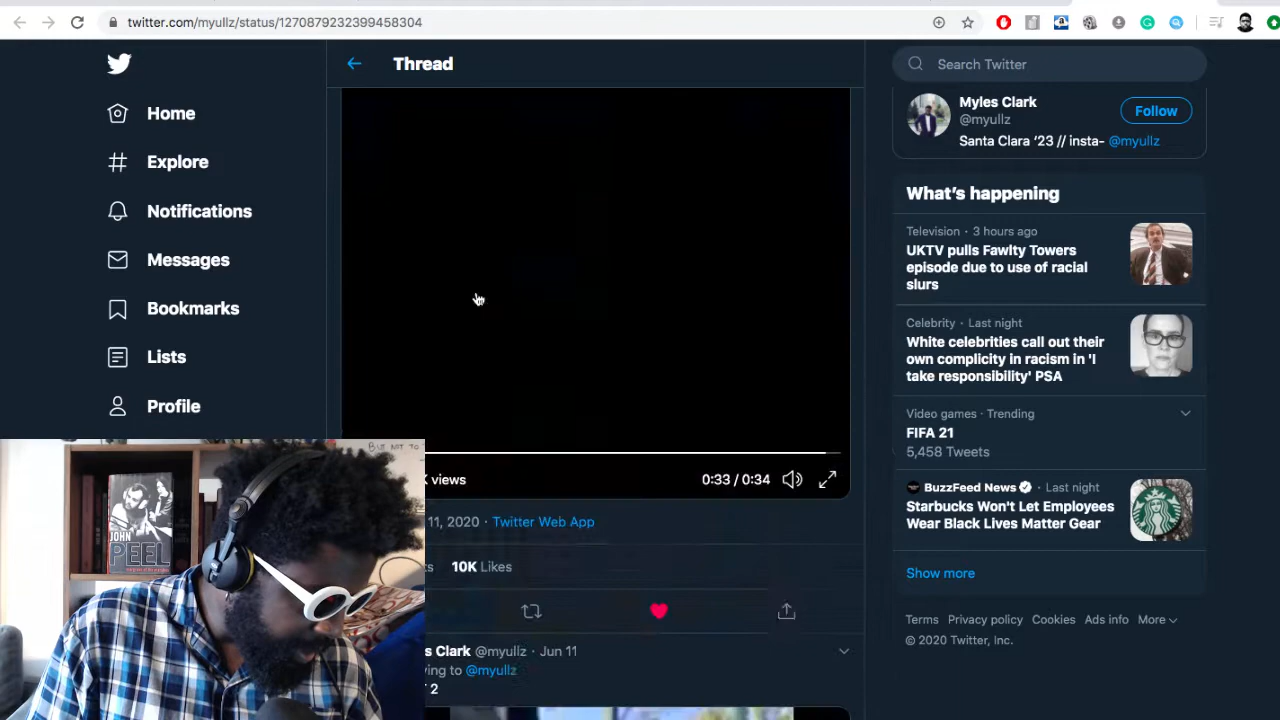 twitter.com/myullz/status/1270879232399458304
Thread
Search Twitter
Home
Explore
Notifications
Messages
Bookmarks
Lists
Profile
Myles Clark
@myullz
Follow
Santa Clara ‘23 // insta- @myullz
What’s happening
Television · 3 hours ago
UKTV pulls Fawlty Towers
episode due to use of racial
slurs
Celebrity · Last night
White celebrities call out their
own complicity in racism in 'I
take responsibility' PSA
Video games · Trending
FIFA 21
5,458 Tweets
BuzzFeed News · Last night
Starbucks Won't Let Employees
Wear Black Lives Matter Gear
Show more
Terms Privacy policy Cookies Ads info More
© 2020 Twitter, Inc.
K views
0:33 / 0:34
11, 2020 · Twitter Web App
ts 10K Likes
s Clark @myullz · Jun 11
ying to @myullz
2
BUT NOT TO
JOHN
PEEL